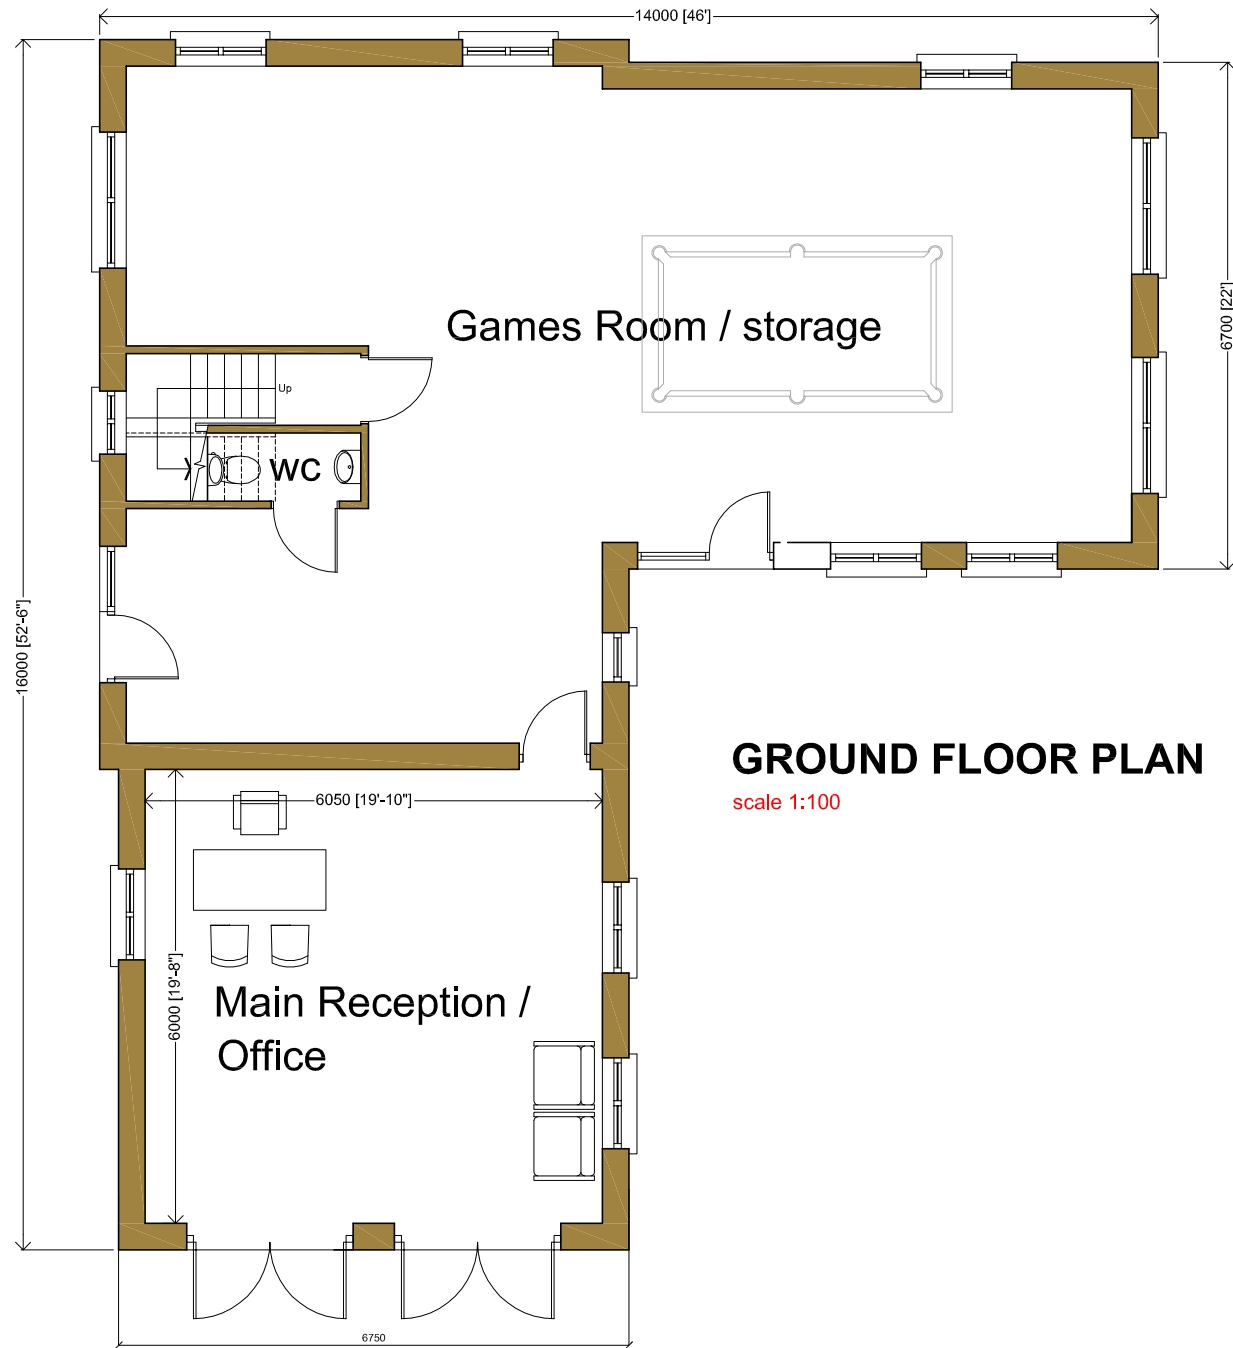 14000 [46']
6700 [22']
Games Room / storage
Up
WC
16000 [52'-6"]
GROUND FLOOR PLAN
scale 1:100
6050 [19'-10"]
6000 [19'-8"]
Main Reception /
Office
6750